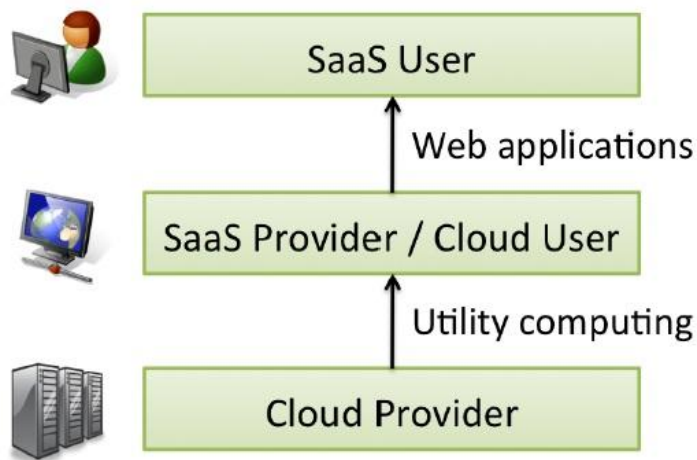 SaaS User
Web applications
SaaS Provider / Cloud User
Utility computing
Cloud Provider